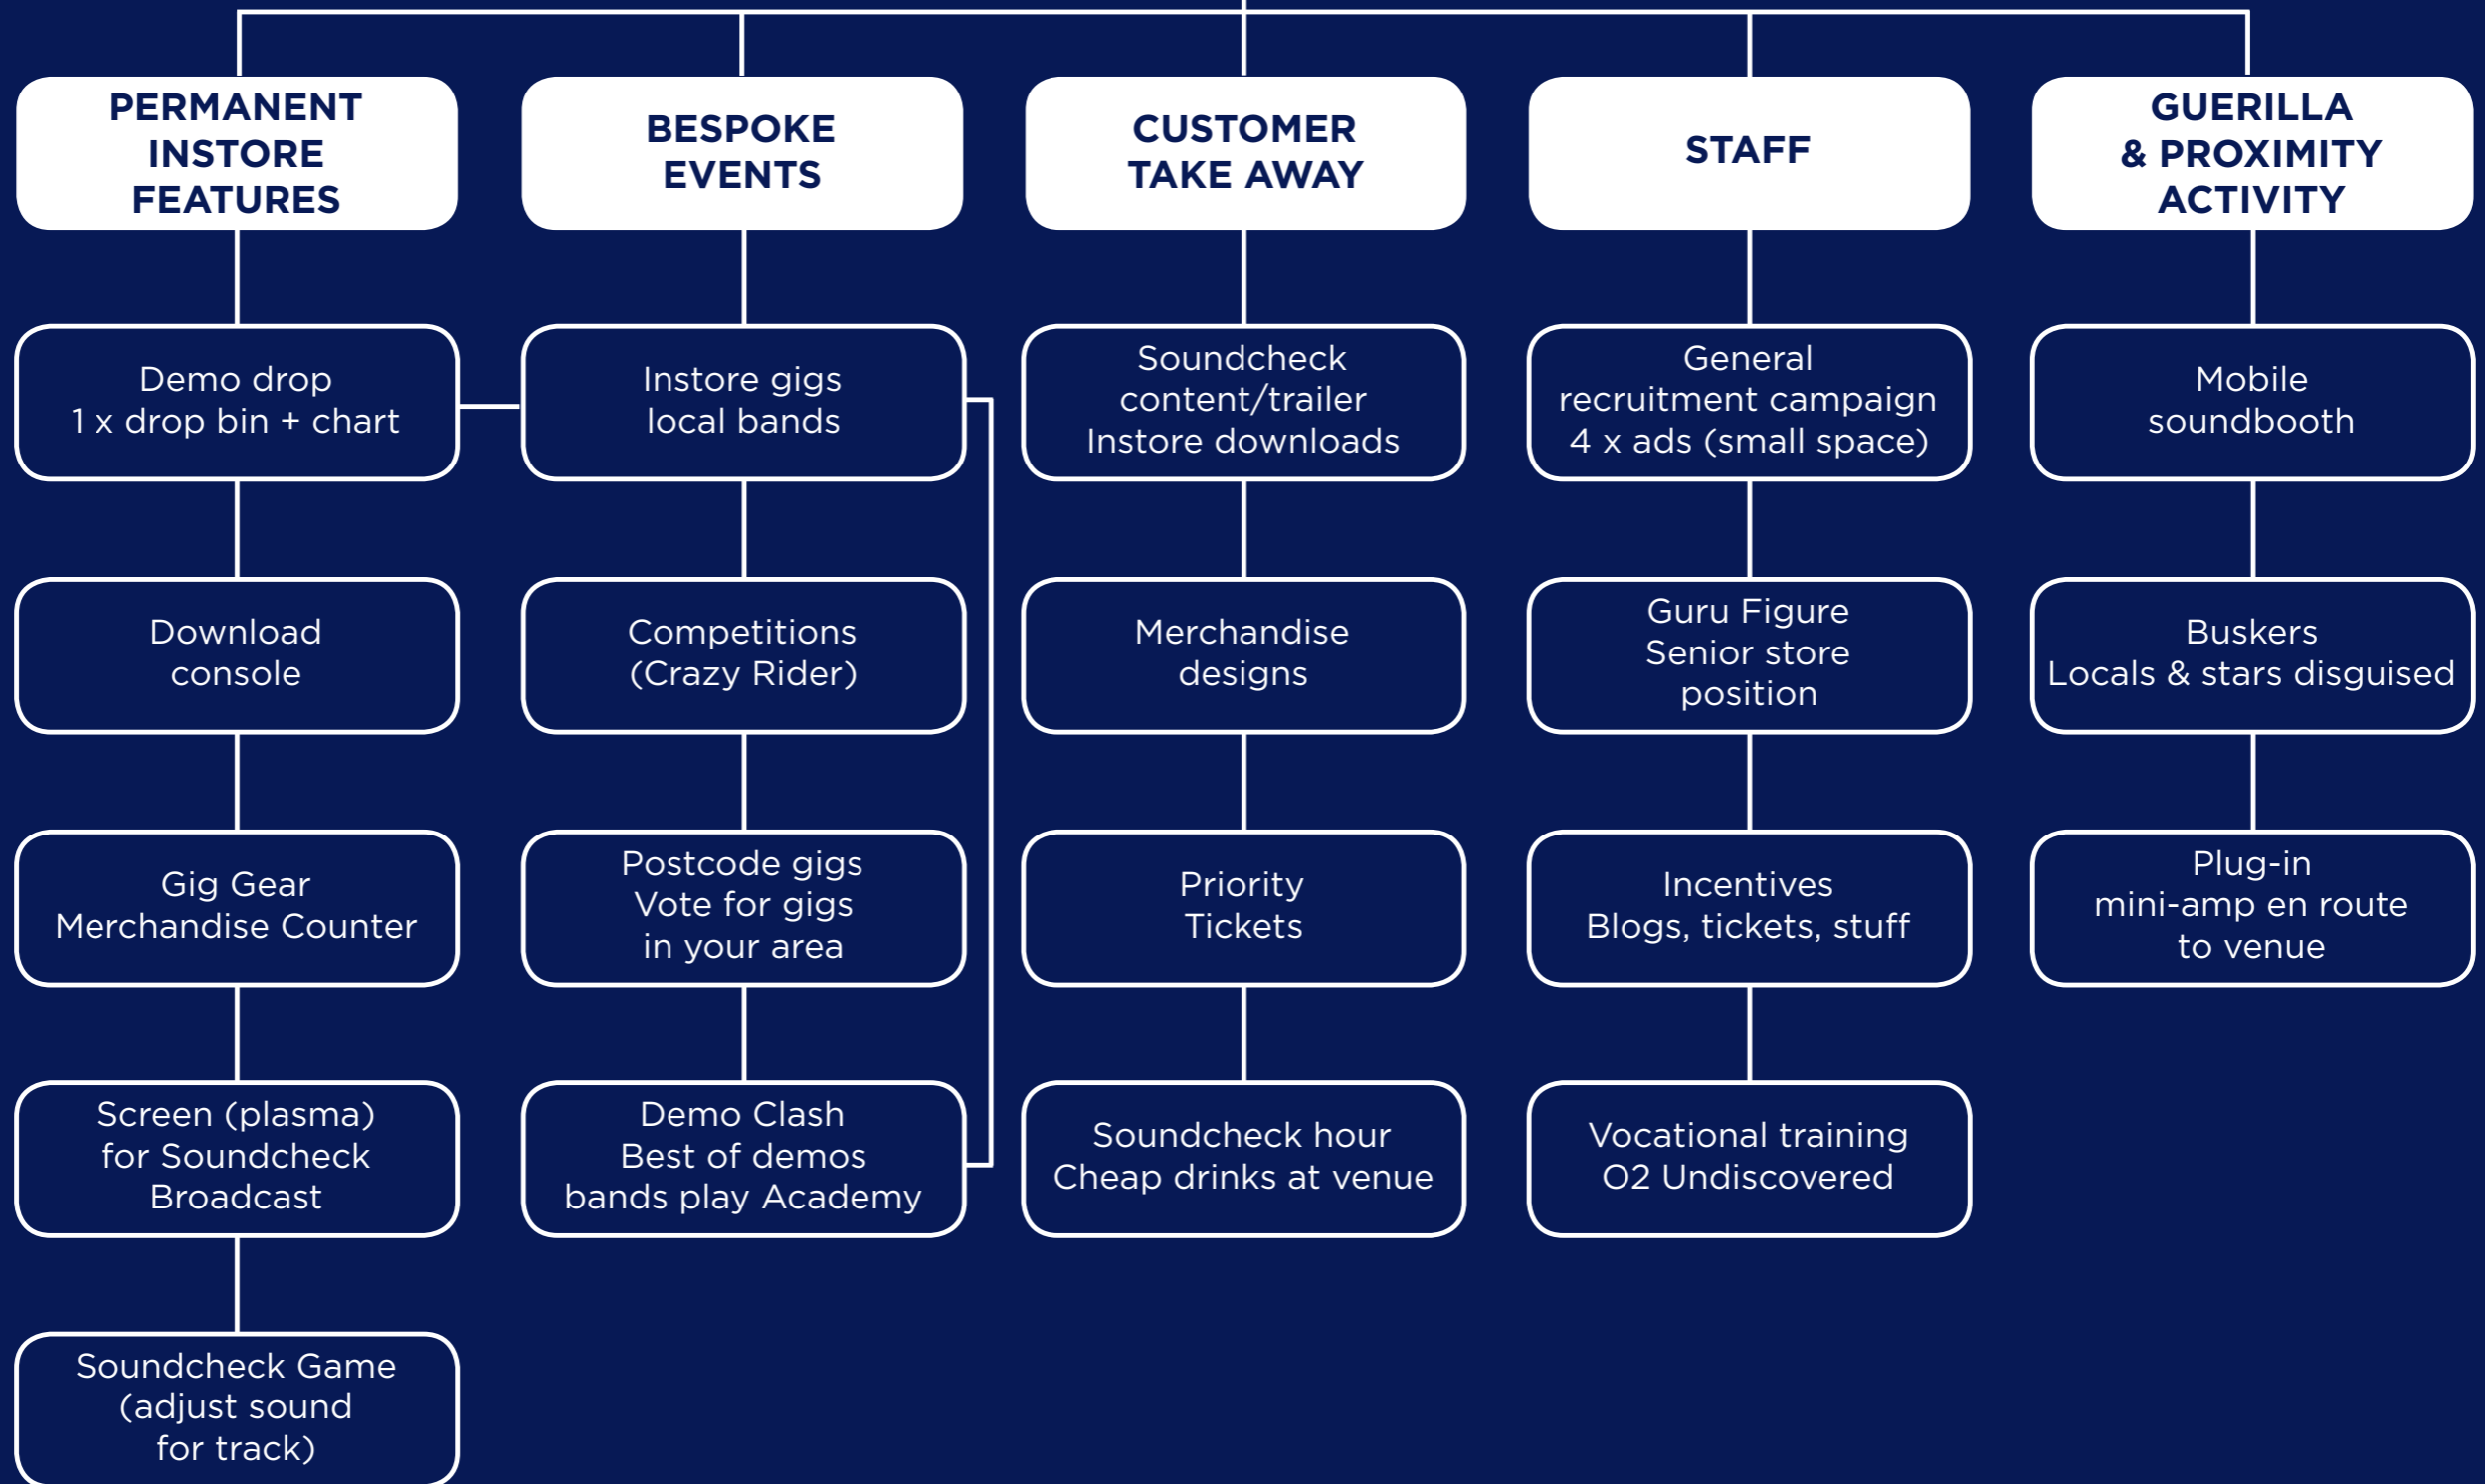 PERMANENT
INSTORE
FEATURES
BESPOKE
EVENTS
CUSTOMER
TAKE AWAY
STAFF
GUERILLA
& PROXIMITY
ACTIVITY
Demo drop
1 x drop bin + chart
Download
console
Gig Gear
Merchandise Counter
Screen (plasma)
for Soundcheck
Broadcast
Soundcheck Game
(adjust sound
for track)
Instore gigs
local bands
Competitions
(Crazy Rider)
Postcode gigs
Vote for gigs
in your area
Demo Clash
Best of demos
bands play Academy
Soundcheck
content/trailer
Instore downloads
Merchandise
designs
Priority
Tickets
Soundcheck hour
Cheap drinks at venue
General
recruitment campaign
4 x ads (small space)
Guru Figure
Senior store
position
Incentives
Blogs, tickets, stuff
Vocational training
O2 Undiscovered
Mobile
soundbooth
Buskers
Locals & stars disguised
Plug-in
mini-amp en route
to venue